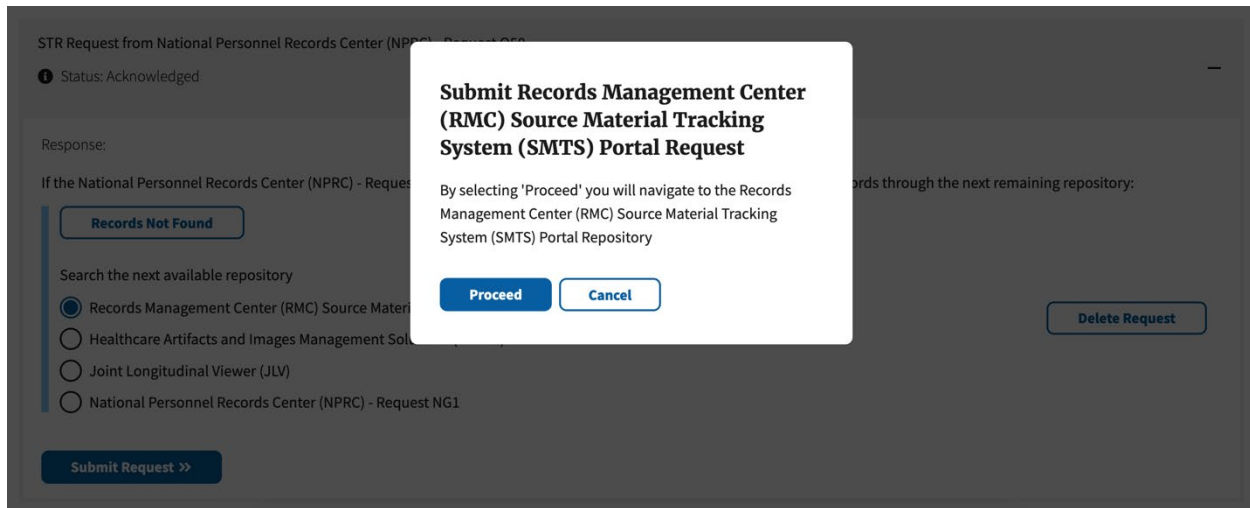 STR Request from National Personnel Records Center (NPRC) - Request O50
Status: Acknowledged
Submit Records Management Center
(RMC) Source Material Tracking
System (SMTS) Portal Request
By selecting 'Proceed' you will navigate to the Records
Management Center (RMC) Source Material Tracking
System (SMTS) Portal Repository
Proceed
Cancel
Response:
If the National Personnel Records Center (NPRC) - Reques
ords through the next remaining repository:
Records Not Found
Search the next available repository
Records Management Center (RMC) Source Materi
Healthcare Artifacts and Images Management Sol
Joint Longitudinal Viewer (JLV)
National Personnel Records Center (NPRC) - Request NG1
Delete Request
Submit Request »